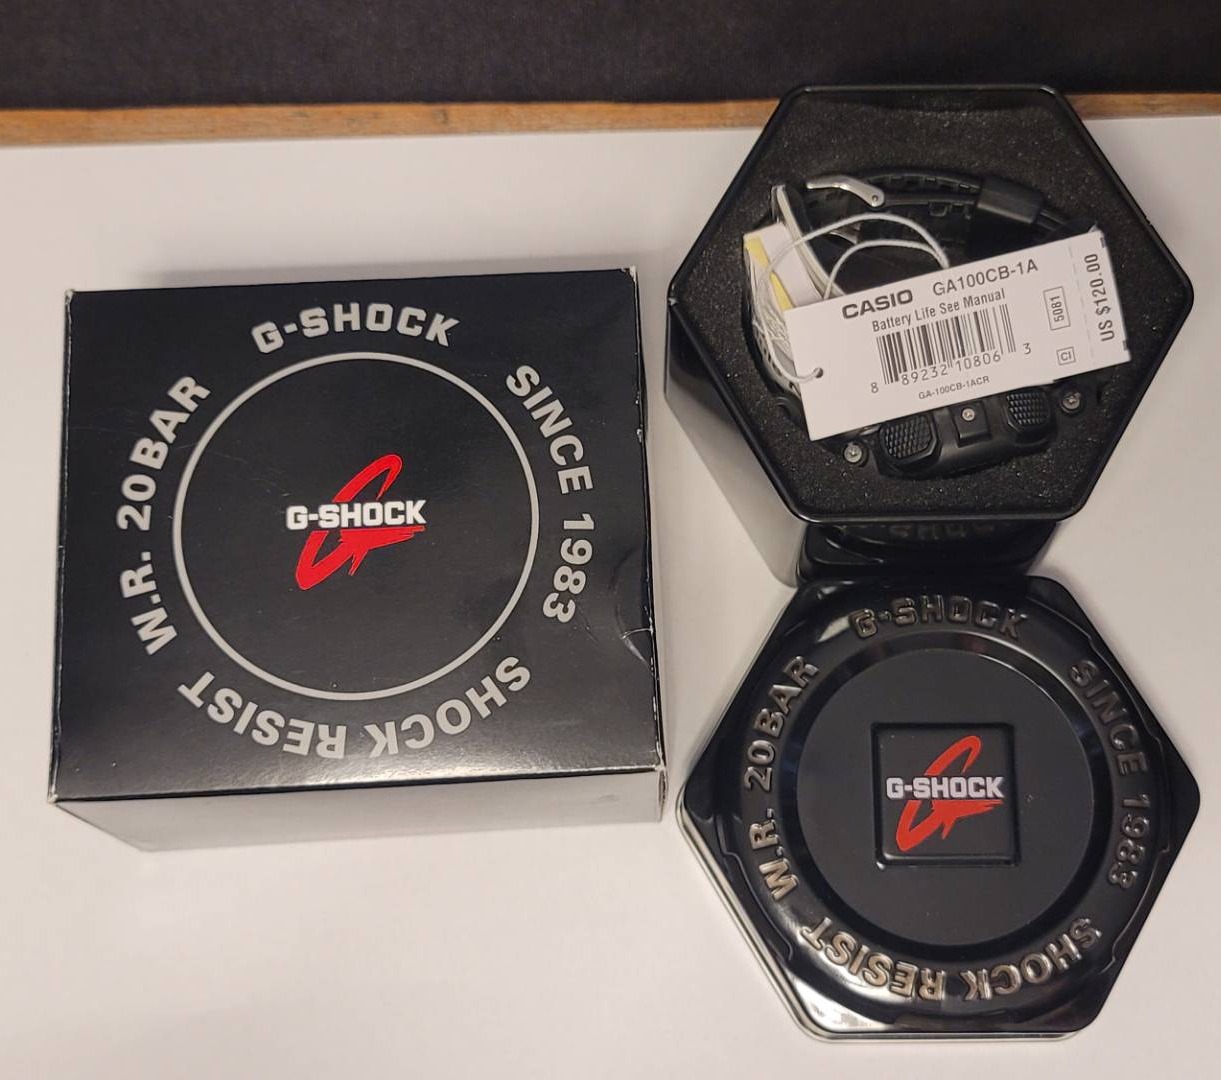 G-SHOCK
SINCE 1983
SHOCK RESIST
W.R. 20BAR
G-SHOCK
CASIO GA100CB-1A
Battery Life See Manual
8 89232 10806 3
GA-100CB-1ACR
5081
CI
US $120.00
G-SHOCK
SINCE 1983
SHOCK RESIST
W.R. 20BAR
G-SHOCK